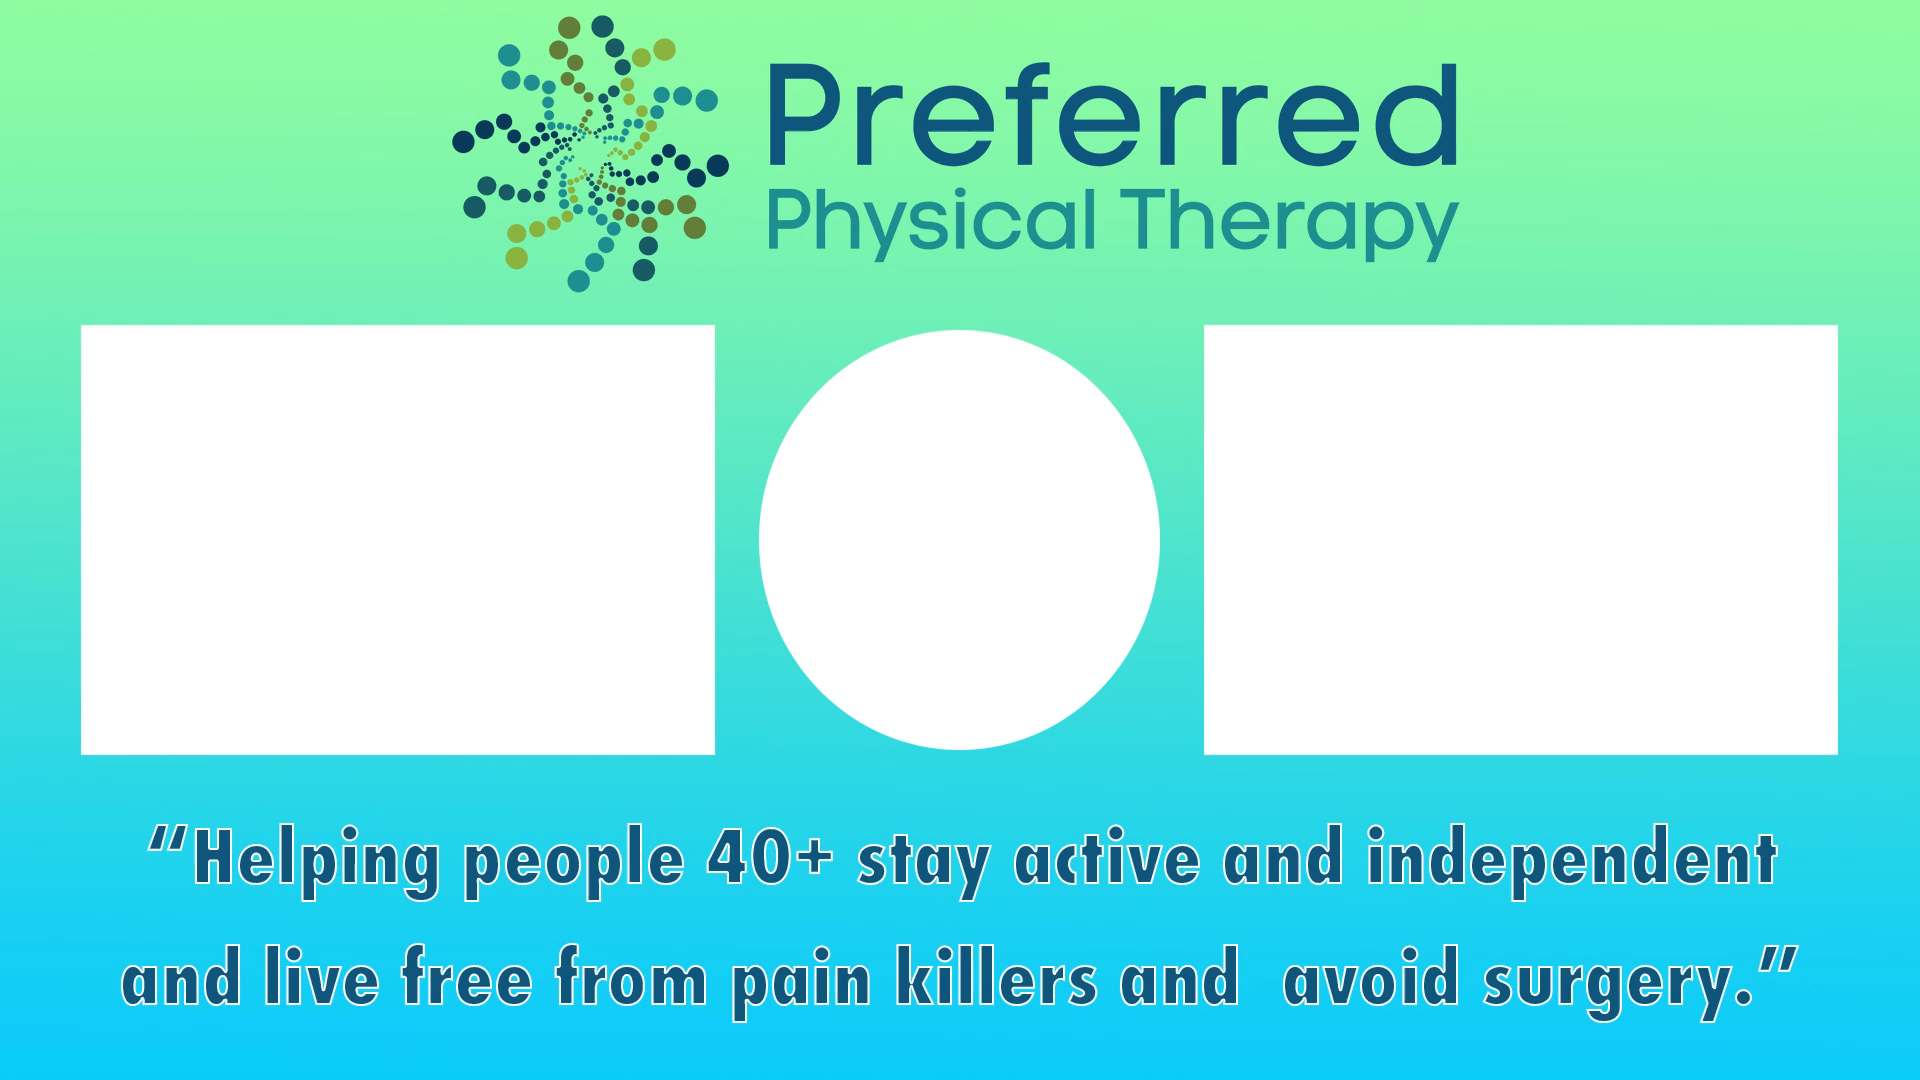 Preferred
Physical Therapy
“Helping people 40+ stay active and independent
and live free from pain killers and  avoid surgery.”